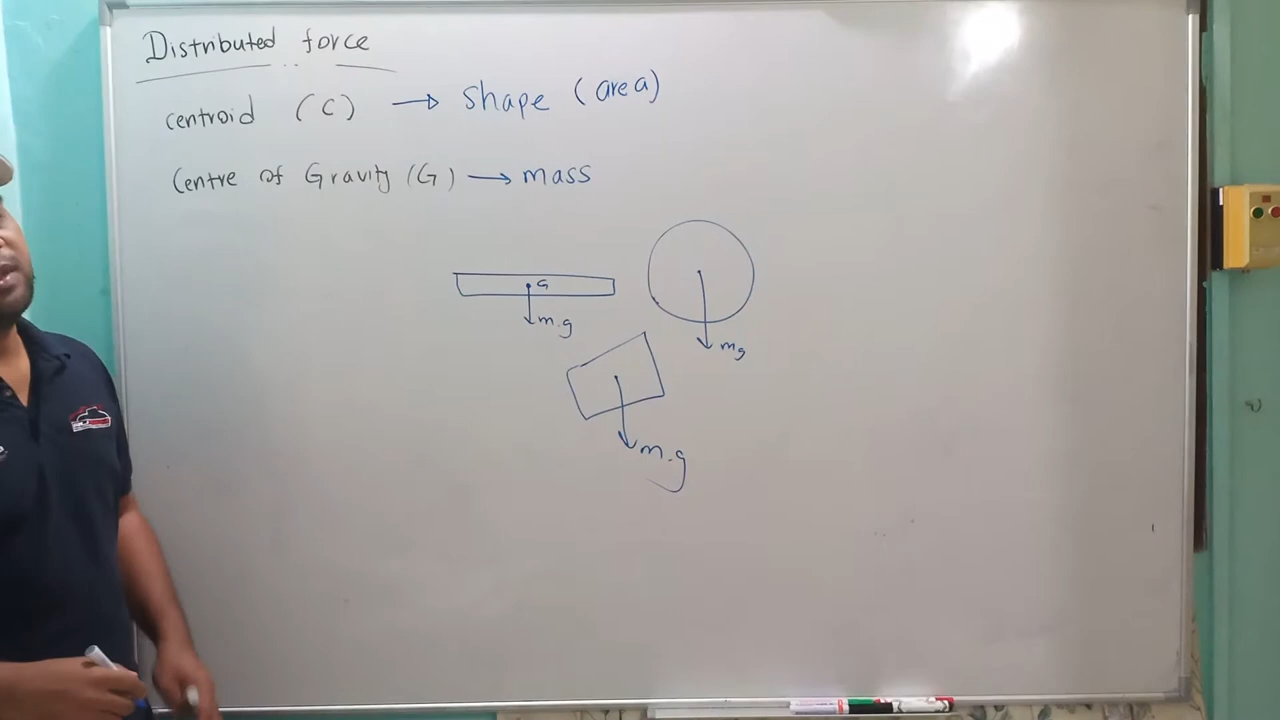 Distributed force
centroid (C) → shape (area)
Centre of Gravity (G) → mass
G
m.g
mg
m.g